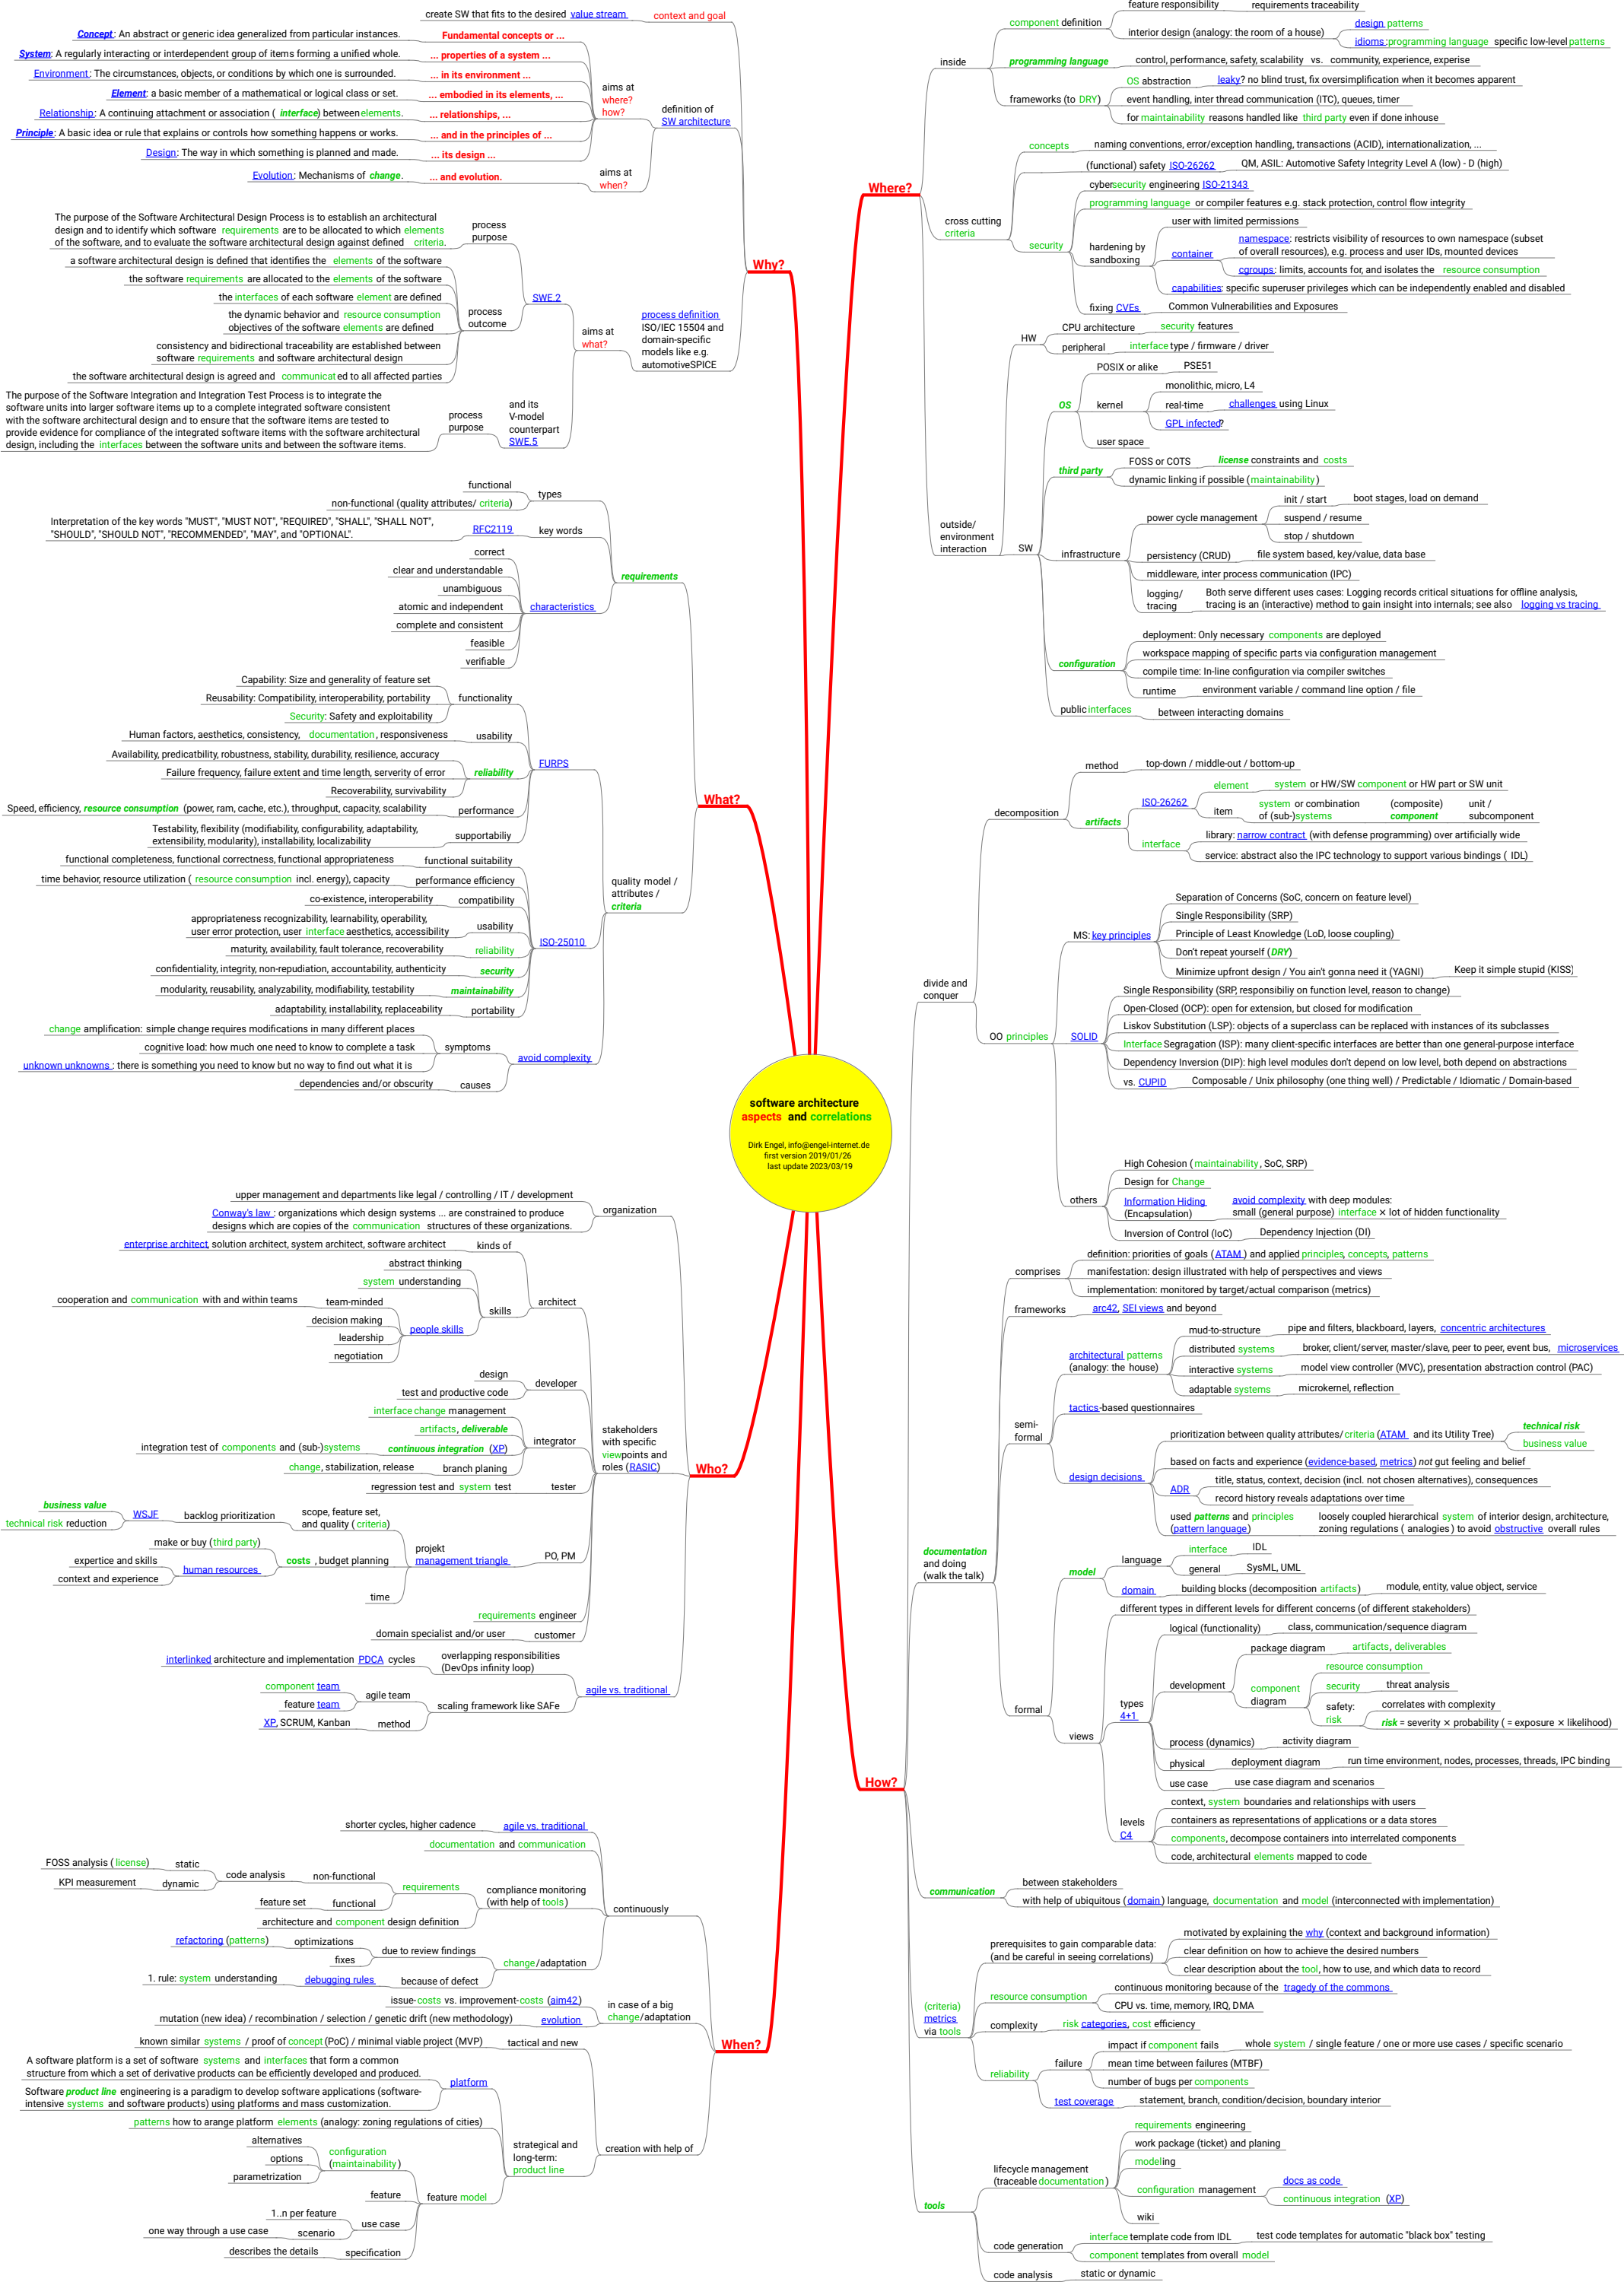 software architecture
aspects and correlations
Dirk Engel, info@engel-internet.de
first version 2019/01/26
last update 2023/03/19
Why?
context and goal
create SW that fits to the desired value stream
definition of
SW architecture
aims at
where?
how?
Fundamental concepts or ...
Concept: An abstract or generic idea generalized from particular instances.
... properties of a system ...
System: A regularly interacting or interdependent group of items forming a unified whole.
... in its environment ...
Environment: The circumstances, objects, or conditions by which one is surrounded.
... embodied in its elements, ...
Element: a basic member of a mathematical or logical class or set.
... relationships, ...
Relationship: A continuing attachment or association ( interface) between elements.
... and in the principles of ...
Principle: A basic idea or rule that explains or controls how something happens or works.
... its design ...
Design: The way in which something is planned and made.
aims at
when?
... and evolution.
Evolution: Mechanisms of change.
process definition
ISO/IEC 15504 and
domain-specific
models like e.g.
automotiveSPICE
aims at
what?
SWE.2
process
purpose
The purpose of the Software Architectural Design Process is to establish an architectural
design and to identify which software requirements are to be allocated to which elements
of the software, and to evaluate the software architectural design against defined criteria.
process
outcome
a software architectural design is defined that identifies the elements of the software
the software requirements are allocated to the elements of the software
the interfaces of each software element are defined
the dynamic behavior and resource consumption
objectives of the software elements are defined
consistency and bidirectional traceability are established between
software requirements and software architectural design
the software architectural design is agreed and communicated to all affected parties
and its
V-model
counterpart
SWE.5
process
purpose
The purpose of the Software Integration and Integration Test Process is to integrate the
software units into larger software items up to a complete integrated software consistent
with the software architectural design and to ensure that the software items are tested to
provide evidence for compliance of the integrated software items with the software architectural
design, including the interfaces between the software units and between the software items.
What?
requirements
types
functional
non-functional (quality attributes/ criteria)
key words
RFC2119
Interpretation of the key words "MUST", "MUST NOT", "REQUIRED", "SHALL", "SHALL NOT",
"SHOULD", "SHOULD NOT", "RECOMMENDED", "MAY", and "OPTIONAL".
characteristics
correct
clear and understandable
unambiguous
atomic and independent
complete and consistent
feasible
verifiable
quality model /
attributes /
criteria
FURPS
functionality
Capability: Size and generality of feature set
Reusability: Compatibility, interoperability, portability
Security: Safety and exploitability
usability
Human factors, aesthetics, consistency, documentation, responsiveness
reliability
Availability, predicatbility, robustness, stability, durability, resilience, accuracy
Failure frequency, failure extent and time length, serverity of error
Recoverability, survivability
performance
Speed, efficiency, resource consumption (power, ram, cache, etc.), throughput, capacity, scalability
supportabiliy
Testability, flexibility (modifiability, configurability, adaptability,
extensibility, modularity), installability, localizability
ISO-25010
functional suitability
functional completeness, functional correctness, functional appropriateness
performance efficiency
time behavior, resource utilization ( resource consumption incl. energy), capacity
compatibility
co-existence, interoperability
usability
appropriateness recognizability, learnability, operability,
user error protection, user interface aesthetics, accessibility
reliability
maturity, availability, fault tolerance, recoverability
security
confidentiality, integrity, non-repudiation, accountability, authenticity
maintanability
modularity, reusability, analyzability, modifiability, testability
portability
adaptability, installability, replaceability
avoid complexity
symptoms
change amplification: simple change requires modifications in many different places
cognitive load: how much one need to know to complete a task
unknown unknowns : there is something you need to know but no way to find out what it is
causes
dependencies and/or obscurity
Who?
organization
upper management and departments like legal / controlling / IT / development
Conway's law : organizations which design systems ... are constrained to produce
designs which are copies of the communication structures of these organizations.
stakeholders
with specific
viewpoints and
roles (RASIC)
architect
kinds of
enterprise architect, solution architect, system architect, software architect
skills
abstract thinking
system understanding
people skills
team-minded
cooperation and communication with and within teams
decision making
leadership
negotiation
developer
design
test and productive code
integrator
interface change management
artifacts, deliverable
continuous integration (XP)
integration test of components and (sub-)systems
branch planing
change, stabilization, release
tester
regression test and system test
PO, PM
projekt
management triangle
scope, feature set,
and quality ( criteria)
backlog prioritization
WSJF
business value
technical risk reduction
costs , budget planning
make or buy (third party)
human resources
expertice and skills
context and experience
time
requirements engineer
customer
domain specialist and/or user
agile vs. traditional
overlapping responsibilities
(DevOps infinity loop)
interlinked architecture and implementation PDCA cycles
scaling framework like SAFe
agile team
component team
feature team
method
XP, SCRUM, Kanban
When?
continuously
agile vs. traditional
shorter cycles, higher cadence
documentation and communication
compliance monitoring
(with help of tools)
requirements
non-functional
code analysis
static
FOSS analysis ( license)
dynamic
KPI measurement
functional
feature set
architecture and component design definition
change/adaptation
due to review findings
optimizations
refactoring (patterns)
fixes
because of defect
debugging rules
1. rule: system understanding
in case of a big
change/adaptation
issue-costs vs. improvement-costs (aim42)
evolution
mutation (new idea) / recombination / selection / genetic drift (new methodology)
creation with help of
tactical and new
known similar systems / proof of concept (PoC) / minimal viable project (MVP)
strategical and
long-term:
product line
platform
A software platform is a set of software systems and interfaces that form a common
structure from which a set of derivative products can be efficiently developed and produced.
Software product line engineering is a paradigm to develop software applications (software-
intensive systems and software products) using platforms and mass customization.
patterns how to arange platform elements (analogy: zoning regulations of cities)
feature model
configuration
(maintainability)
alternatives
options
parametrization
feature
use case
1..n per feature
scenario
one way through a use case
specification
describes the details
Where?
inside
component definition
feature responsibility
requirements traceability
interior design (analogy: the room of a house)
design patterns
idioms:programming language specific low-level patterns
programming language
control, performance, safety, scalability vs. community, experience, experise
frameworks (to DRY)
OS abstraction
leaky? no blind trust, fix oversimplification when it becomes apparent
event handling, inter thread communication (ITC), queues, timer
for maintainability reasons handled like third party even if done inhouse
cross cutting
criteria
concepts
naming conventions, error/exception handling, transactions (ACID), internationalization, ...
(functional) safety ISO-26262
QM, ASIL: Automotive Safety Integrity Level A (low) - D (high)
security
cybersecurity engineering ISO-21343
programming language or compiler features e.g. stack protection, control flow integrity
hardening by
sandboxing
user with limited permissions
container
namespace: restricts visibility of resources to own namespace (subset
of overall resources), e.g. process and user IDs, mounted devices
cgroups: limits, accounts for, and isolates the resource consumption
capabilities: specific superuser privileges which can be independently enabled and disabled
fixing CVEs
Common Vulnerabilities and Exposures
outside/
environment
interaction
HW
CPU architecture
security features
peripheral
interface type / firmware / driver
SW
OS
POSIX or alike
PSE51
kernel
monolithic, micro, L4
real-time
challenges using Linux
GPL infected?
user space
third party
FOSS or COTS
license constraints and costs
dynamic linking if possible (maintainability)
infrastructure
power cycle management
init / start
boot stages, load on demand
suspend / resume
stop / shutdown
persistency (CRUD)
file system based, key/value, data base
middleware, inter process communication (IPC)
logging/
tracing
Both serve different uses cases: Logging records critical situations for offline analysis,
tracing is an (interactive) method to gain insight into internals; see also logging vs tracing
configuration
deployment: Only necessary components are deployed
workspace mapping of specific parts via configuration management
compile time: In-line configuration via compiler switches
runtime
environment variable / command line option / file
public interfaces
between interacting domains
How?
divide and
conquer
decomposition
method
top-down / middle-out / bottom-up
artifacts
ISO-26262
element
system or HW/SW component or HW part or SW unit
item
system or combination
of (sub-)systems
(composite)
component
unit /
subcomponent
interface
library: narrow contract (with defense programming) over artificially wide
service: abstract also the IPC technology to support various bindings ( IDL)
OO principles
MS: key principles
Separation of Concerns (SoC, concern on feature level)
Single Responsibility (SRP)
Principle of Least Knowledge (LoD, loose coupling)
Don't repeat yourself (DRY)
Minimize upfront design / You ain't gonna need it (YAGNI)
Keep it simple stupid (KISS)
SOLID
Single Responsibility (SRP, responsibiliy on function level, reason to change)
Open-Closed (OCP): open for extension, but closed for modification
Liskov Substitution (LSP): objects of a superclass can be replaced with instances of its subclasses
Interface Segragation (ISP): many client-specific interfaces are better than one general-purpose interface
Dependency Inversion (DIP): high level modules don't depend on low level, both depend on abstractions
vs. CUPID
Composable / Unix philosophy (one thing well) / Predictable / Idiomatic / Domain-based
others
High Cohesion ( maintainability, SoC, SRP)
Design for Change
Information Hiding
(Encapsulation)
avoid complexity with deep modules:
small (general purpose) interface × lot of hidden functionality
Inversion of Control (IoC)
Dependency Injection (DI)
documentation
and doing
(walk the talk)
comprises
definition: priorities of goals (ATAM ) and applied principles, concepts, patterns
manifestation: design illustrated with help of perspectives and views
implementation: monitored by target/actual comparison (metrics)
frameworks
arc42, SEI views and beyond
semi-
formal
architectural patterns
(analogy: the house)
mud-to-structure
pipe and filters, blackboard, layers, concentric architectures
distributed systems
broker, client/server, master/slave, peer to peer, event bus, microservices
interactive systems
model view controller (MVC), presentation abstraction control (PAC)
adaptable systems
microkernel, reflection
tactics-based questionnaires
design decisions
prioritization between quality attributes/ criteria (ATAM and its Utility Tree)
technical risk
business value
based on facts and experience (evidence-based, metrics) not gut feeling and belief
ADR
title, status, context, decision (incl. not chosen alternatives), consequences
record history reveals adaptations over time
used patterns and principles
(pattern language)
loosely coupled hierarchical system of interior design, architecture,
zoning regulations ( analogies ) to avoid obstructive overall rules
formal
model
language
interface
IDL
general
SysML, UML
domain
building blocks (decomposition artifacts)
module, entity, value object, service
views
different types in different levels for different concerns (of different stakeholders)
types
4+1
logical (functionality)
class, communication/sequence diagram
development
package diagram
artifacts, deliverables
component
diagram
resource consumption
security
threat analysis
safety:
risk
correlates with complexity
risk = severity × probability ( = exposure × likelihood)
process (dynamics)
activity diagram
physical
deployment diagram
run time environment, nodes, processes, threads, IPC binding
use case
use case diagram and scenarios
levels
C4
context, system boundaries and relationships with users
containers as representations of applications or a data stores
components, decompose containers into interrelated components
code, architectural elements mapped to code
communication
between stakeholders
with help of ubiquitous (domain) language, documentation and model (interconnected with implementation)
(criteria)
metrics
via tools
prerequisites to gain comparable data:
(and be careful in seeing correlations)
motivated by explaining the why (context and background information)
clear definition on how to achieve the desired numbers
clear description about the tool, how to use, and which data to record
resource consumption
continuous monitoring because of the tragedy of the commons
CPU vs. time, memory, IRQ, DMA
complexity
risk categories, cost efficiency
reliability
failure
impact if component fails
whole system / single feature / one or more use cases / specific scenario
mean time between failures (MTBF)
number of bugs per components
test coverage
statement, branch, condition/decision, boundary interior
tools
lifecycle management
(traceable documentation )
requirements engineering
work package (ticket) and planing
modeling
configuration management
docs as code
continuous integration (XP)
wiki
code generation
interface template code from IDL
test code templates for automatic "black box" testing
component templates from overall model
code analysis
static or dynamic